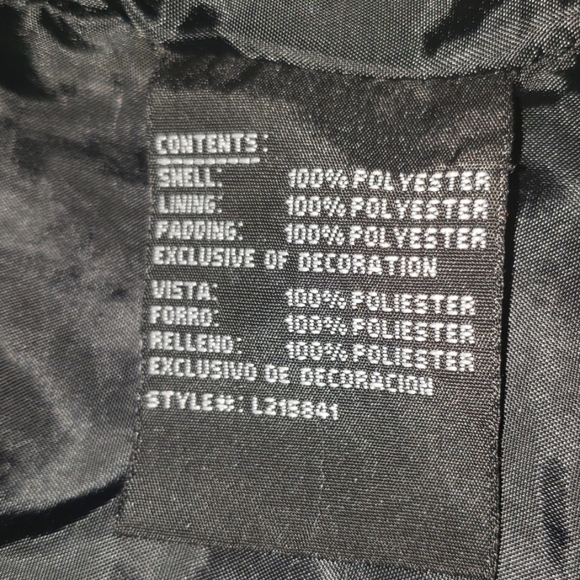 CONTENTS:
SHELL: 100% POLYESTER
LINING: 100% POLYESTER
PADDING: 100% POLYESTER
EXCLUSIVE OF DECORATION
VISTA: 100% POLIESTER
FORRO: 100% POLIESTER
RELLENO: 100% POLIESTER
EXCLUSIVO DE DECORACION
STYLE#: L215841